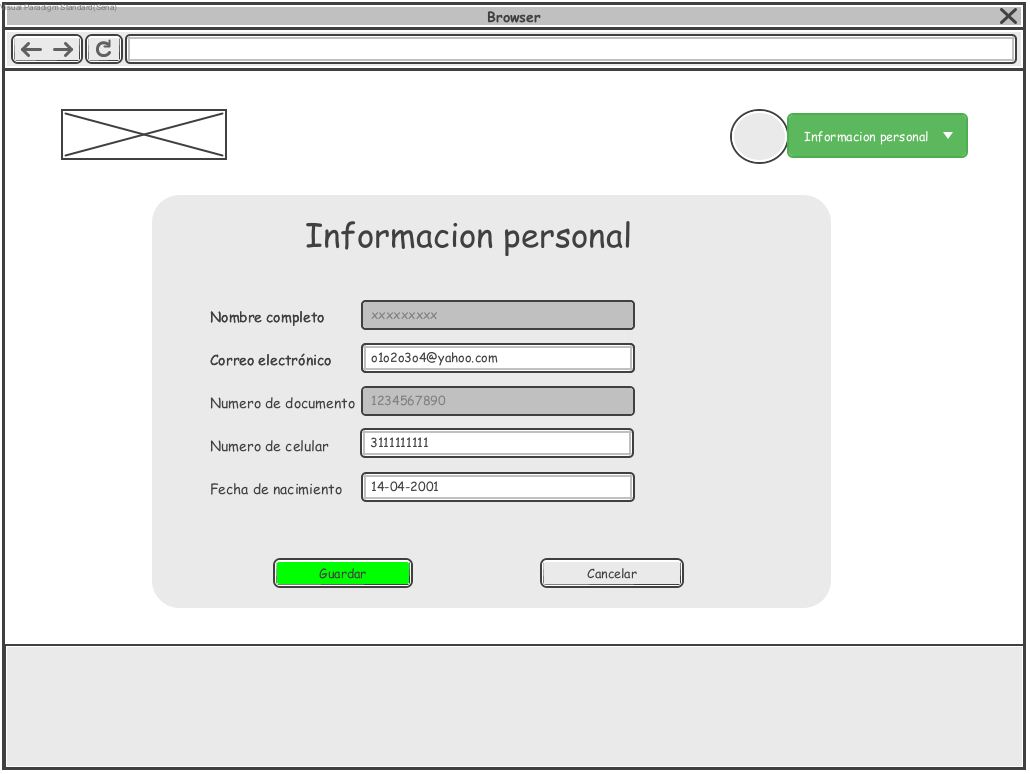 Visual Paradigm Standard(Sena)
Browser
Informacion personal
Informacion personal
Nombre completo xxxxxxxxx
Correo electrónico o1o2o3o4@yahoo.com
Numero de documento 1234567890
Numero de celular 3111111111
Fecha de nacimiento 14-04-2001
Guardar Cancelar